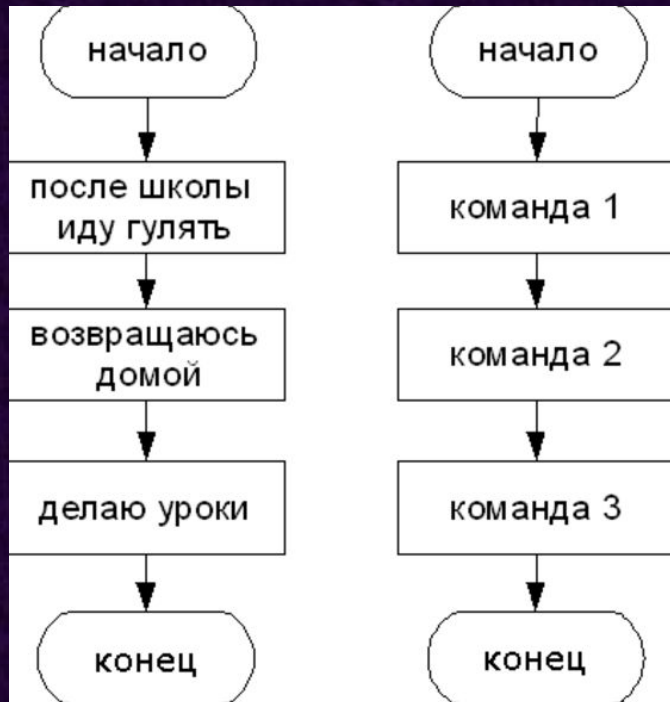 начало
после школы
иду гулять
возвращаюсь
домой
делаю уроки
конец
начало
команда 1
команда 2
команда 3
конец